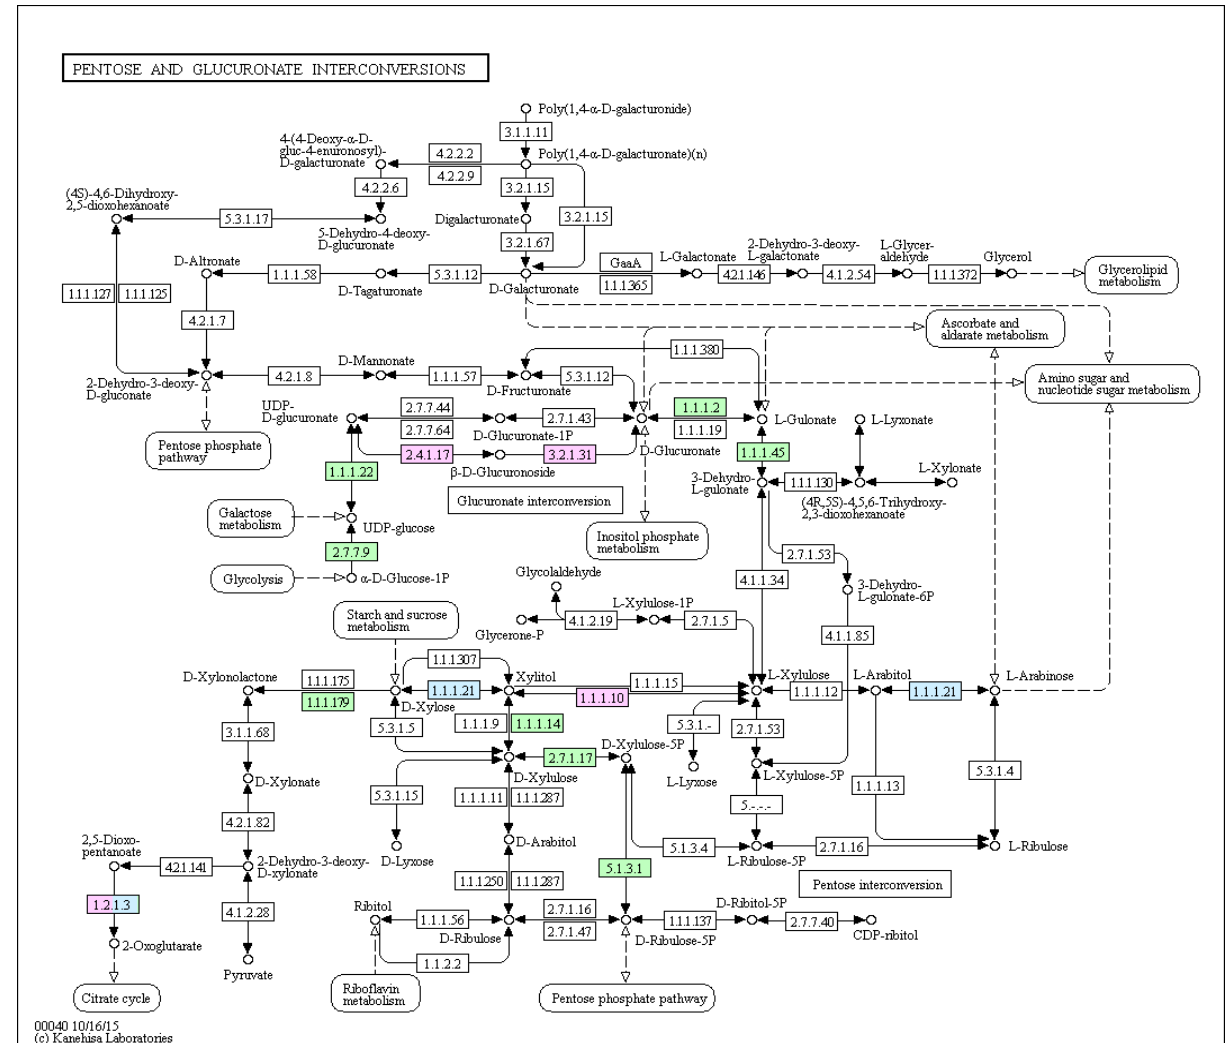 PENTOSE AND GLUCURONATE INTERCONVERSIONS
Poly(1,4-α-D-galacturonide)
3.1.1.11
4-(4-Deoxy-α-D-
gluc-4-enuronosyl)-
D-galacturonate
4.2.2.2
Poly(1,4-α-D-galacturonate)(n)
4.2.2.9
4.2.2.6
3.2.1.15
(4S)-4,6-Dihydroxy-
2,5-dioxohexanoate
5.3.1.17
Digalacturonate
3.2.1.15
5-Dehydro-4-deoxy-
D-glucuronate
3.2.1.67
D-Altronate
1.1.1.58
D-Tagaturonate
5.3.1.12
D-Galacturonate
GaaA
1.1.1365
L-Galactonate
4.2.1.146
2-Dehydro-3-deoxy-
L-galactonate
4.1.2.54
L-Glycer-
aldehyde
1.1.1372
Glycerol
Glycerolipid
metabolism
1.1.1.127
1.1.1.125
4.2.1.7
Ascorbate and
aldarate metabolism
1.1.1.380
D-Mannonate
2-Dehydro-3-deoxy-
D-gluconate
4.2.1.8
1.1.1.57
D-Fructuronate
5.3.1.12
Amino sugar and
nucleotide sugar metabolism
UDP-
D-glucuronate
2.7.7.44
2.7.7.64
D-Glucuronate-1P
2.7.1.43
1.1.1.2
1.1.1.19
L-Gulonate
L-Lyxonate
Pentose phosphate
pathway
2.4.1.17
3.2.1.31
D-Glucuronate
1.1.1.45
1.1.1.22
β-D-Glucuronoside
3-Dehydro-
L-gulonate
1.1.1.130
L-Xylonate
Glucuronate interconversion
(4R,5S)-4,5,6-Trihydroxy-
2,3-dioxohexanoate
Galactose
metabolism
UDP-glucose
Inositol phosphate
metabolism
2.7.7.9
2.7.1.53
Glycolysis
α-D-Glucose-1P
Glycolaldehyde
4.1.1.34
3-Dehydro-
L-gulonate-6P
Starch and sucrose
metabolism
L-Xylulose-1P
Glycerone-P
4.1.2.19
2.7.1.5
4.1.1.85
1.1.1307
D-Xylonolactone
1.1.1.175
1.1.1.179
D-Xylose
1.1.1.21
Xylitol
1.1.1.15
1.1.1.10
L-Xylulose
1.1.1.12
L-Arabitol
1.1.1.21
L-Arabinose
3.1.1.68
5.3.1.5
1.1.1.9
1.1.1.14
5.3.1.-
2.7.1.53
D-Xylulose
2.7.1.17
D-Xylulose-5P
L-Lyxose
L-Xylulose-5P
5.3.1.4
D-Xylonate
5.3.1.15
1.1.1.11
1.1.1287
1.1.1.13
5.-.-.-
4.2.1.82
D-Lyxose
D-Arabitol
5.1.3.4
L-Ribulose-5P
2.7.1.16
L-Ribulose
2,5-Dioxo-
pentanoate
4.2.1.141
2-Dehydro-3-deoxy-
D-xylonate
5.1.3.1
1.1.1250
1.1.1287
Pentose interconversion
1.2.1.3
4.1.2.28
Ribitol
1.1.1.56
D-Ribulose
2.7.1.16
2.7.1.47
D-Ribulose-5P
1.1.1.137
D-Ribitol-5P
2.7.7.40
CDP-ribitol
2-Oxoglutarate
Pyruvate
1.1.2.2
Citrate cycle
Riboflavin
metabolism
Pentose phosphate pathway
00040 10/16/15
(c) Kanehisa Laboratories